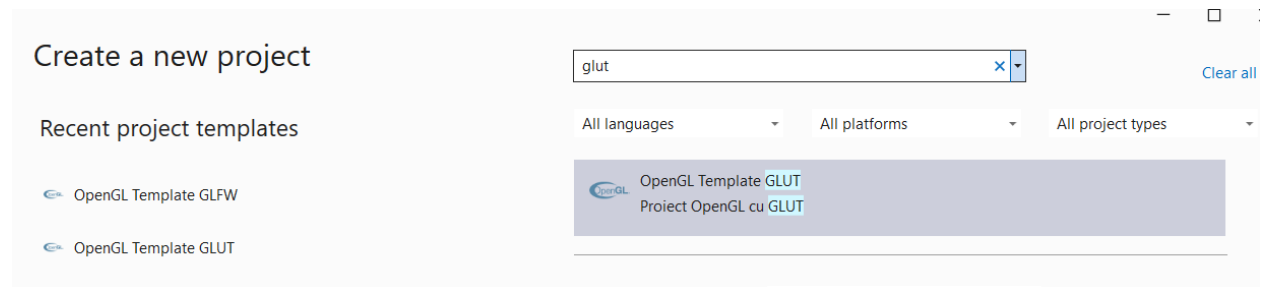 Create a new project
glut
Clear all
Recent project templates
All languages
All platforms
All project types
OpenGL Template GLFW
OpenGL Template GLUT
OpenGL
OpenGL Template GLUT
Proiect OpenGL cu GLUT